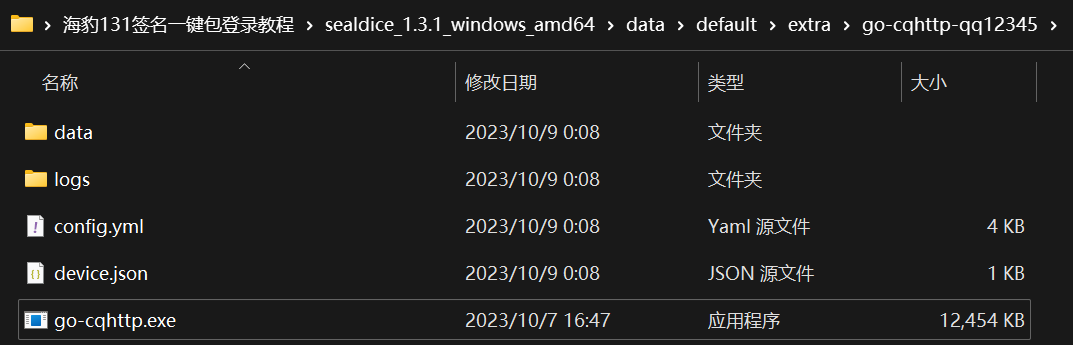 海豹131签名一键包登录教程 > sealdice_1.3.1_windows_amd64 > data > default > extra > go-cqhttp-qq12345 >
名称 修改日期 类型 大小
data 2023/10/9 0:08 文件夹
logs 2023/10/9 0:08 文件夹
config.yml 2023/10/9 0:08 Yaml 源文件 4 KB
device.json 2023/10/9 0:08 JSON 源文件 1 KB
go-cqhttp.exe 2023/10/7 16:47 应用程序 12,454 KB